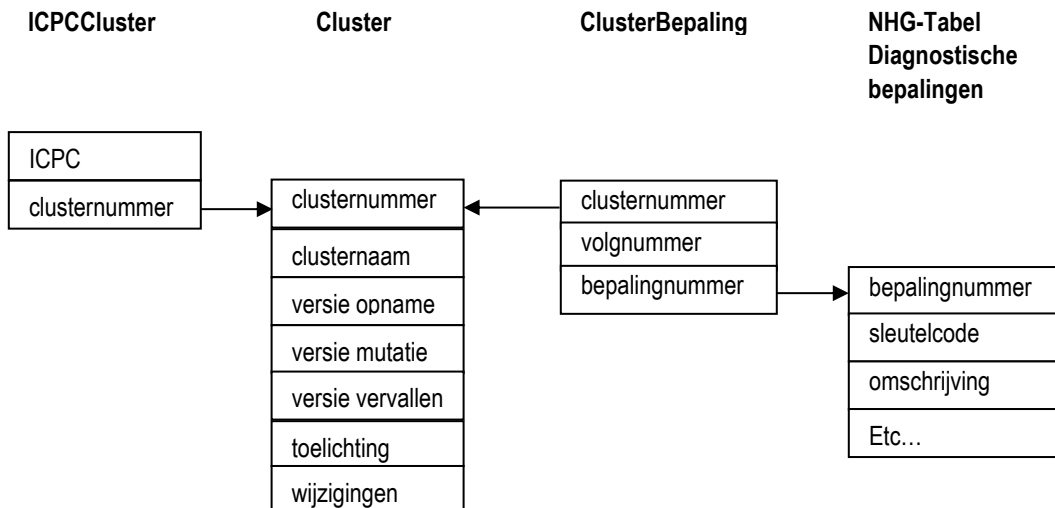 ICPCCluster
Cluster
ClusterBepaling
NHG-Tabel
Diagnostische
bepalingen
ICPC
clusternummer
clusternummer
clusternaam
versie opname
versie mutatie
versie vervallen
toelichting
wijzigingen
clusternummer
volgnummer
bepalingnummer
bepalingnummer
sleutelcode
omschrijving
Etc…